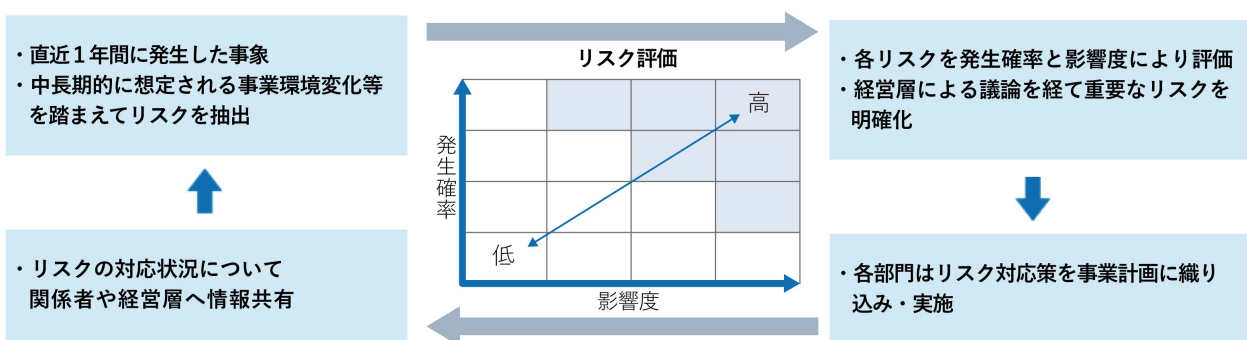 ・直近１年間に発生した事象
・中長期的に想定される事業環境変化等
を踏まえてリスクを抽出
リスク評価
発生確率
高
低
影響度
・各リスクを発生確率と影響度により評価
・経営層による議論を経て重要なリスクを
明確化
・リスクの対応状況について
関係者や経営層へ情報共有
・各部門はリスク対応策を事業計画に織り
込み・実施